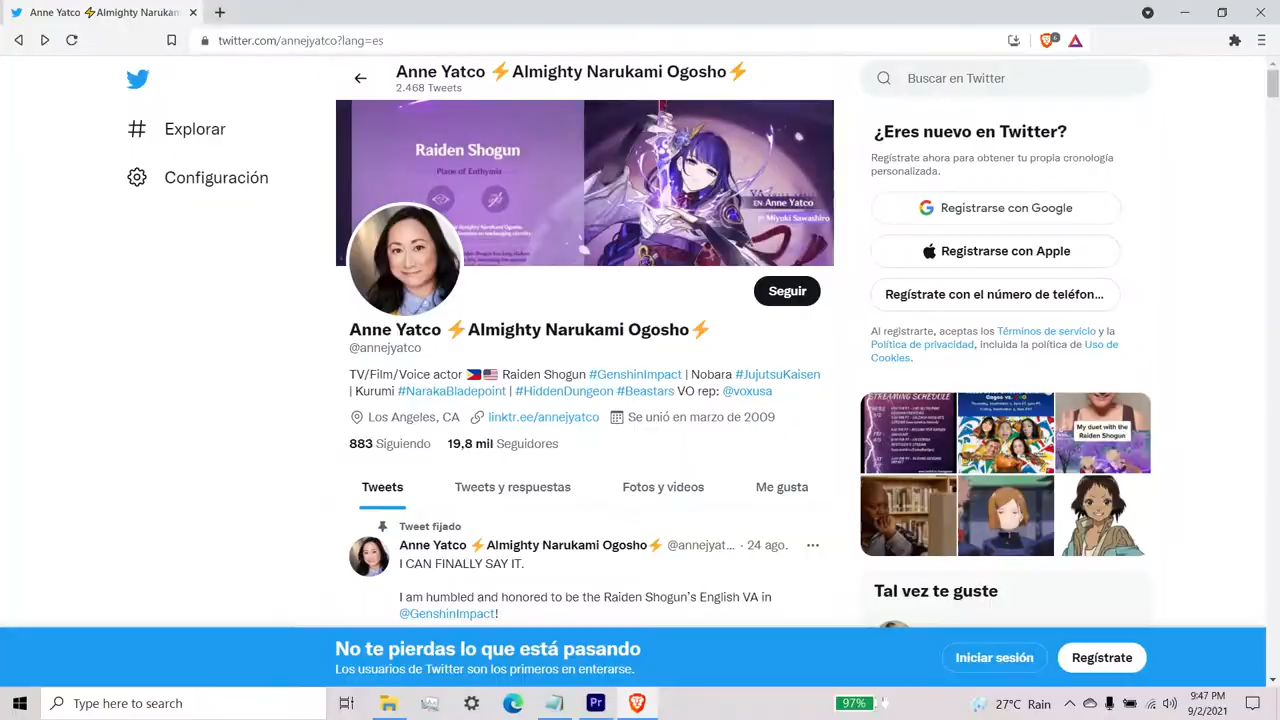 Anne Yatco ⚡Almighty Narukami
twitter.com/annejyatco?lang=es
6
Anne Yatco ⚡Almighty Narukami Ogosho⚡
2.468 Tweets
Explorar
Configuración
Raiden Shogun
Plane of Euthymia
EN Anne Yatco
JP Miyuki Sawashiro
Seguir
Anne Yatco ⚡Almighty Narukami Ogosho⚡
@annejyatco
TV/Film/Voice actor 🇵🇭🇺🇸 Raiden Shogun #GenshinImpact | Nobara #JujutsuKaisen
| Kurumi #NarakaBladepoint | #HiddenDungeon #Beastars VO rep: @voxusa
Los Angeles, CA linktr.ee/annejyatco Se unió en marzo de 2009
983 Siguiendo 19,8 mil Seguidores
Tweets Tweets y respuestas Fotos y videos Me gusta
Tweet fijado
Anne Yatco ⚡Almighty Narukami Ogosho⚡ @annejyat... · 24 ago. ···
I CAN FINALLY SAY IT.
I am humbled and honored to be the Raiden Shogun's English VA in
@GenshinImpact!
Buscar en Twitter
¿Eres nuevo en Twitter?
Regístrate ahora para obtener tu propia cronología
personalizada.
Registrarse con Google
Registrarse con Apple
Regístrate con el número de teléfon...
Al registrarte, aceptas los Términos de servicio y la
Política de privacidad, incluida la política de Uso de
Cookies.
STREAMING SCHEDULE
My duet with the
Raiden Shogun
Tal vez te guste
No te pierdas lo que está pasando
Los usuarios de Twitter son los primeros en enterarse.
Iniciar sesión
Regístrate
Type here to search
Pr
97%
27°C Rain
9:47 PM
9/2/2021